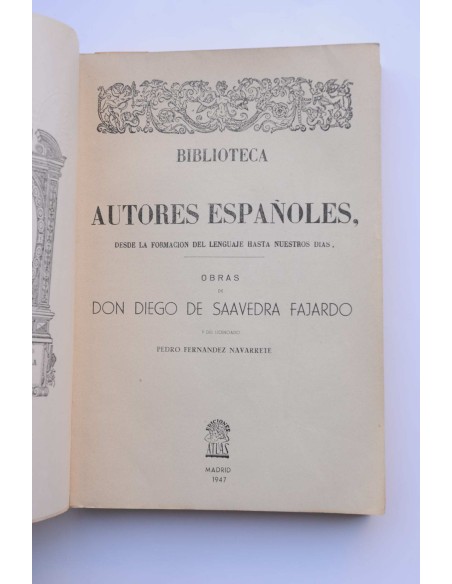 BIBLIOTECA
AUTORES ESPAÑOLES,
DESDE LA FORMACION DEL LENGUAJE HASTA NUESTROS DIAS.
OBRAS
DE
DON DIEGO DE SAAVEDRA FAJARDO
Y DEL LICENCIADO
PEDRO FERNANDEZ NAVARRETE
EDICIONES
ATLAS
MADRID
1947